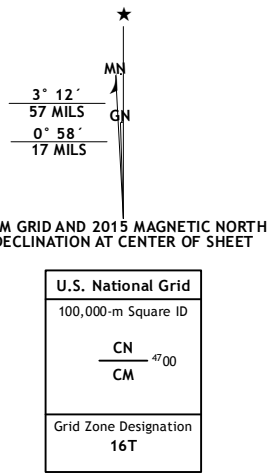 ★
MN
3° 12´
57 MILS
GN
0° 58´
17 MILS
M GRID AND 2015 MAGNETIC NORTH
DECLINATION AT CENTER OF SHEET
U.S. National Grid
100,000-m Square ID
CN
4700
CM
Grid Zone Designation
16T